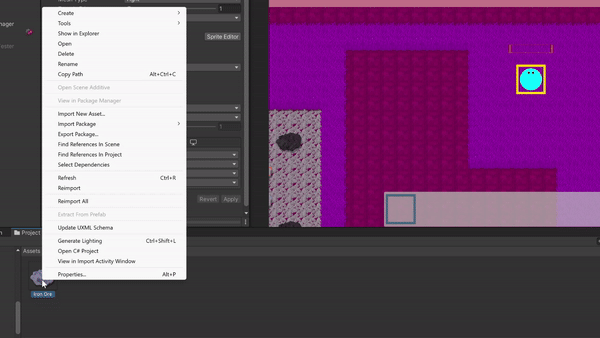 Create
Tools
Show in Explorer
Open
Delete
Rename
Copy Path Alt+Ctrl+C
Open Scene Additive
View in Package Manager
Import New Asset...
Import Package
Export Package...
Find References In Scene
Find References In Project
Select Dependencies
Refresh Ctrl+R
Reimport
Reimport All
Extract From Prefab
Update UXML Schema
Generate Lighting Ctrl+Shift+L
Open C# Project
View in Import Activity Window
Properties... Alt+P
nager
1
Sprite Editor
1
Revert Apply
Project
Assets
Iran Ore